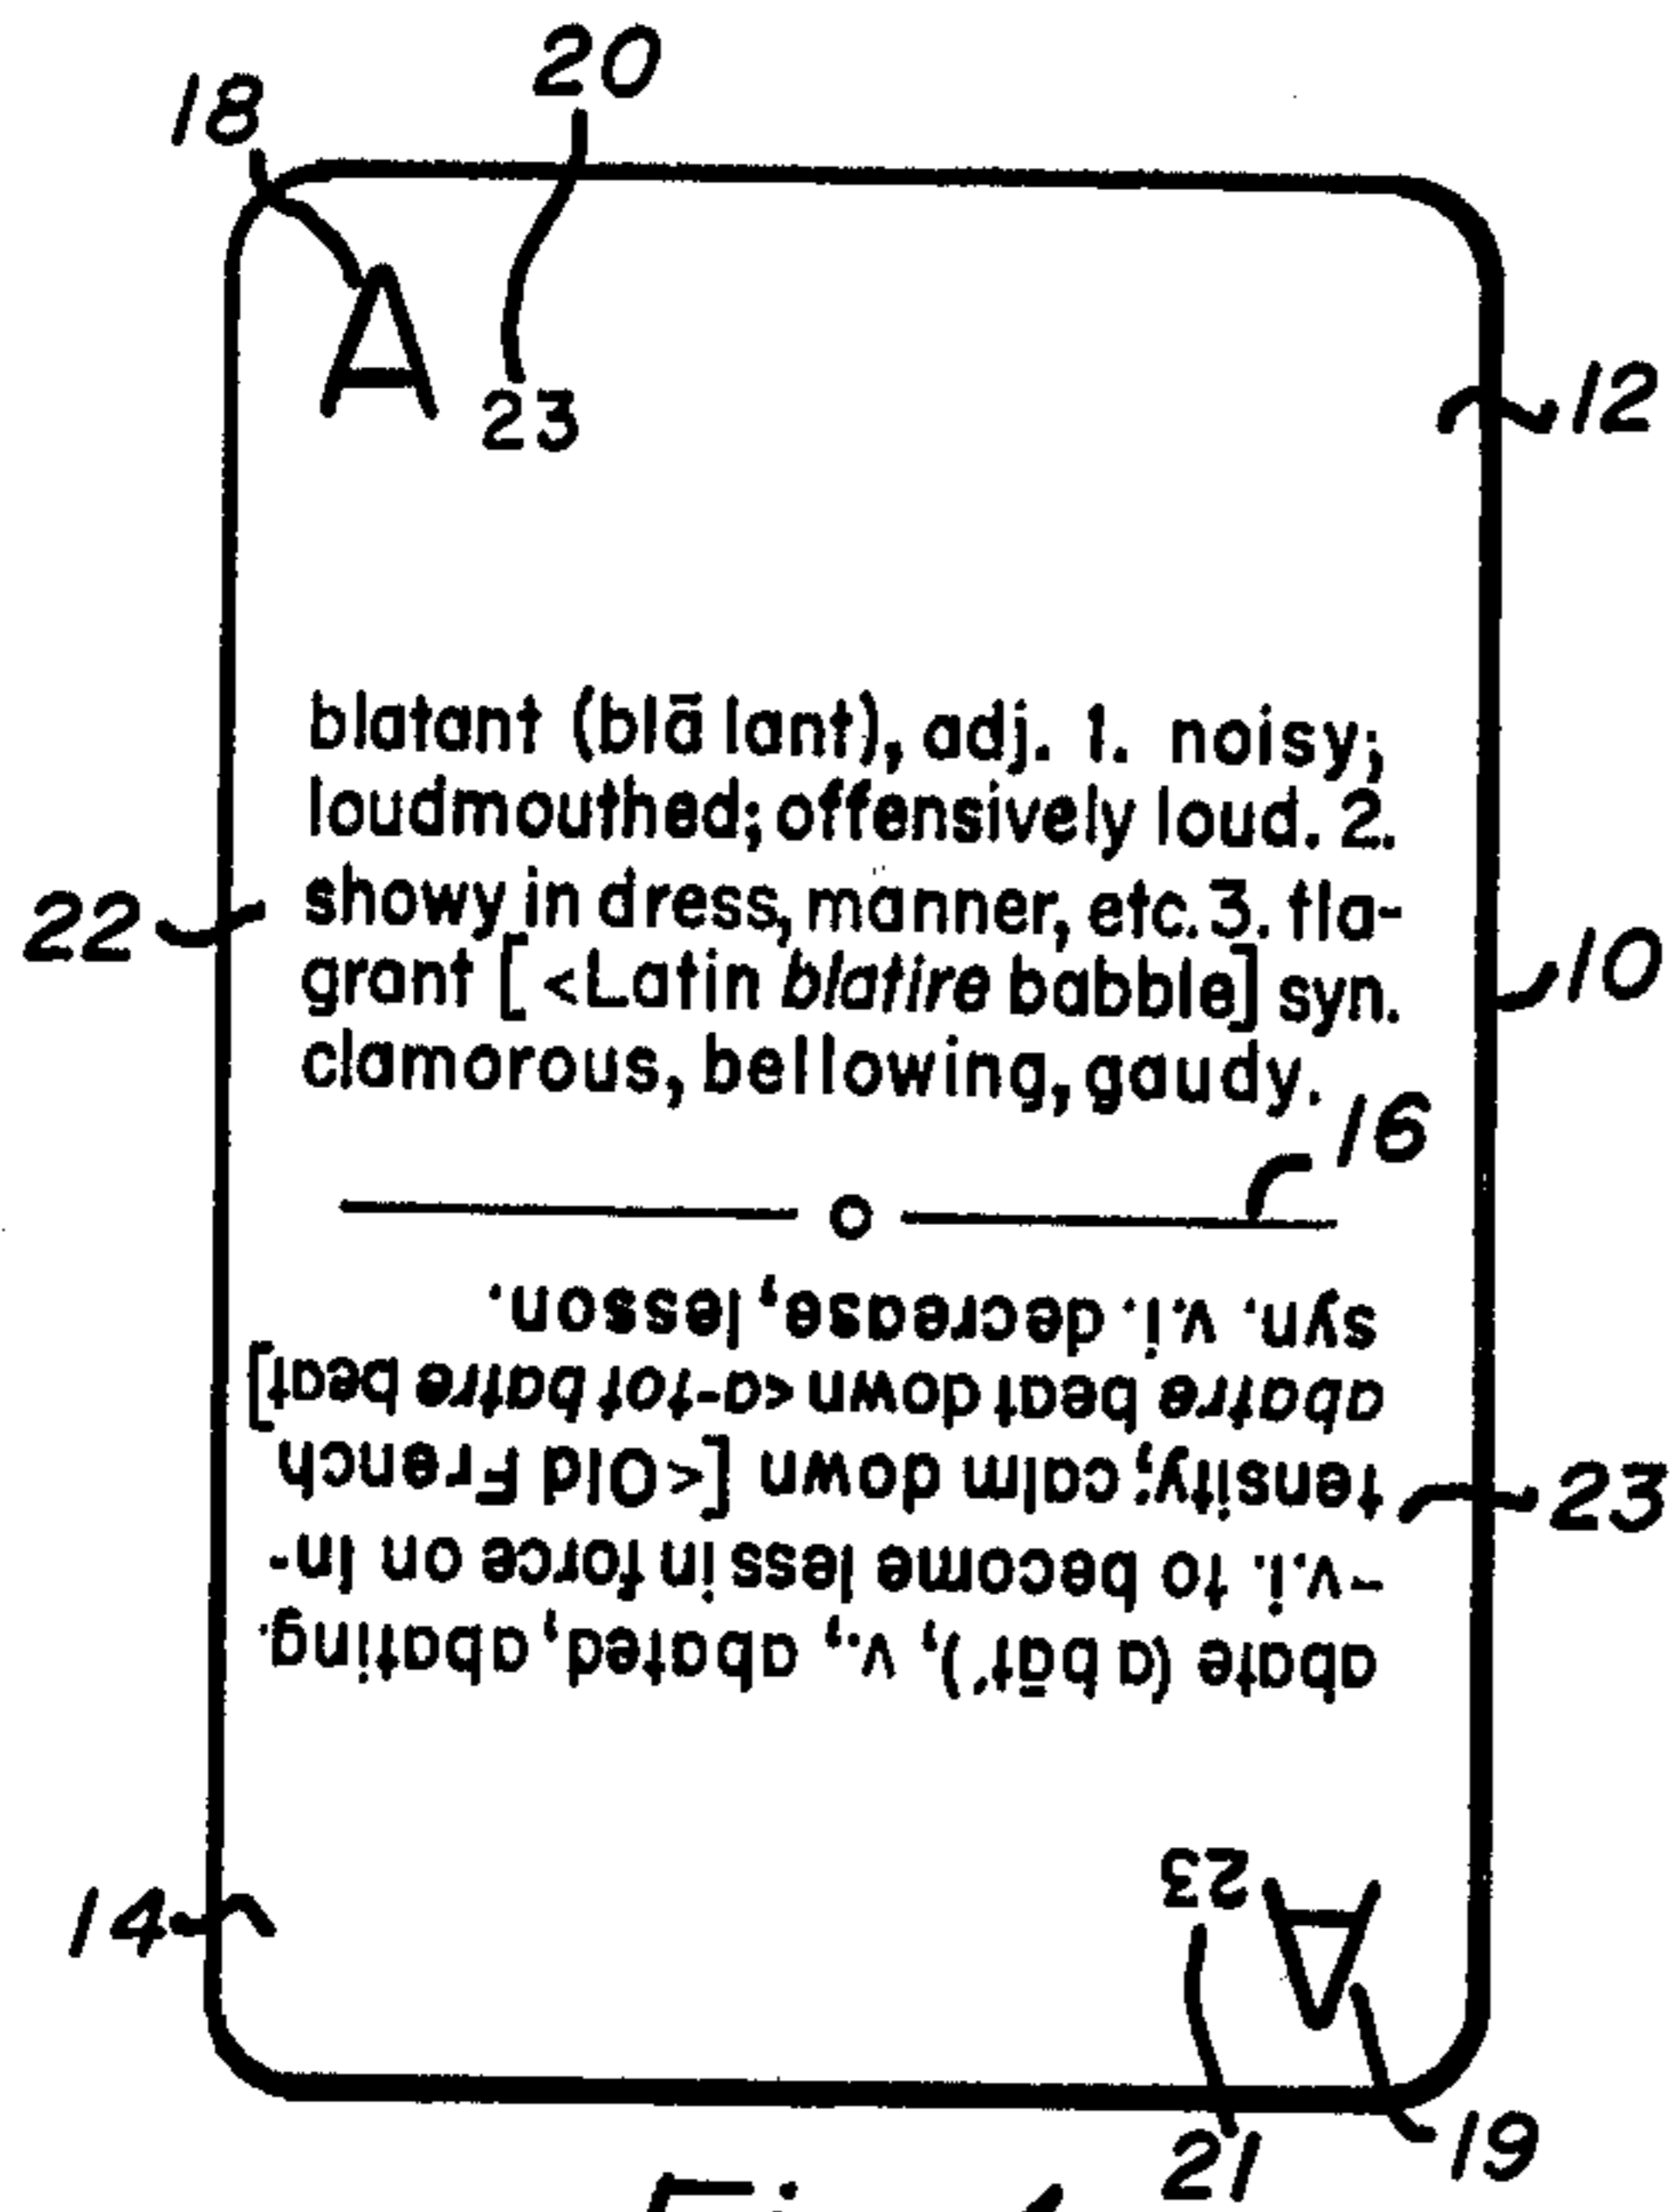 20
18
A
23
12
blatant (blā lant), adj. 1. noisy;
loudmouthed; offensively loud. 2.
showy in dress, manner, etc. 3. fla-
grant [<Latin blatire babble] syn.
clamorous, bellowing, gaudy.
22
10
16
abate (a bāt'), v., abated, abating.
-v.i. to become less in force on in-
tensity; calm down [<Old French
abatre beat down <a-tot batre beat]
syn. v.i. decrease, lesson.
23
14
23
A
21
19